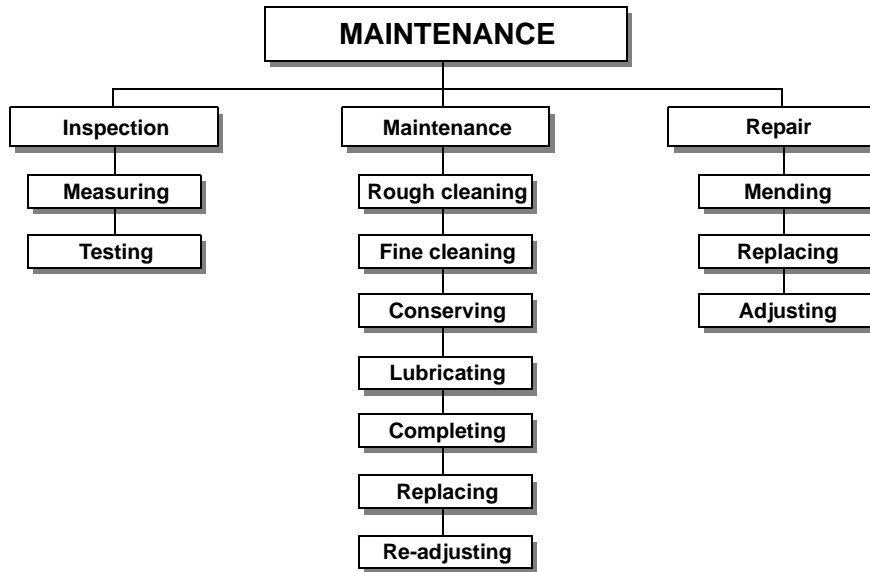 MAINTENANCE
Inspection
Measuring
Testing
Maintenance
Rough cleaning
Fine cleaning
Conserving
Lubricating
Completing
Replacing
Re-adjusting
Repair
Mending
Replacing
Adjusting